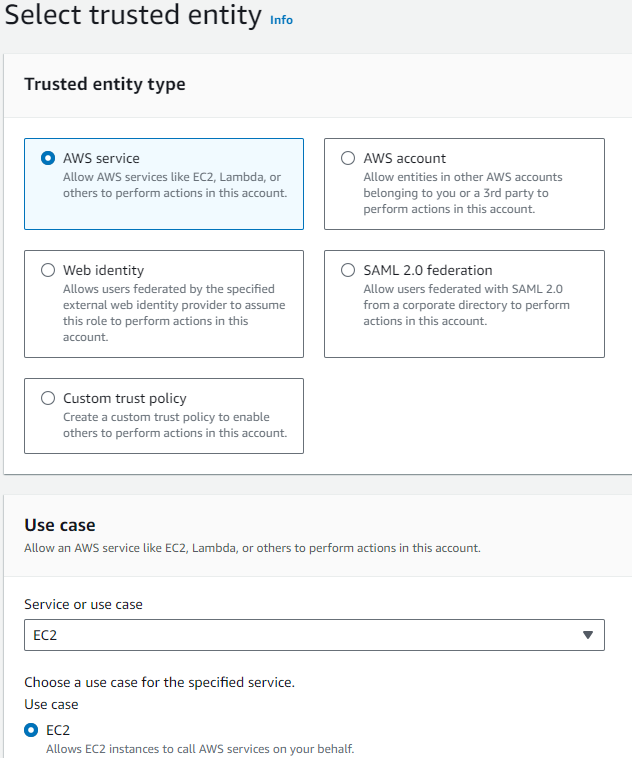 Select trusted entity Info
Trusted entity type
AWS service
Allow AWS services like EC2, Lambda, or
others to perform actions in this account.
AWS account
Allow entities in other AWS accounts
belonging to you or a 3rd party to
perform actions in this account.
Web identity
Allows users federated by the specified
external web identity provider to assume
this role to perform actions in this
account.
SAML 2.0 federation
Allow users federated with SAML 2.0
from a corporate directory to perform
actions in this account.
Custom trust policy
Create a custom trust policy to enable
others to perform actions in this account.
Use case
Allow an AWS service like EC2, Lambda, or others to perform actions in this account.
Service or use case
EC2
Choose a use case for the specified service.
Use case
EC2
Allows EC2 instances to call AWS services on your behalf.